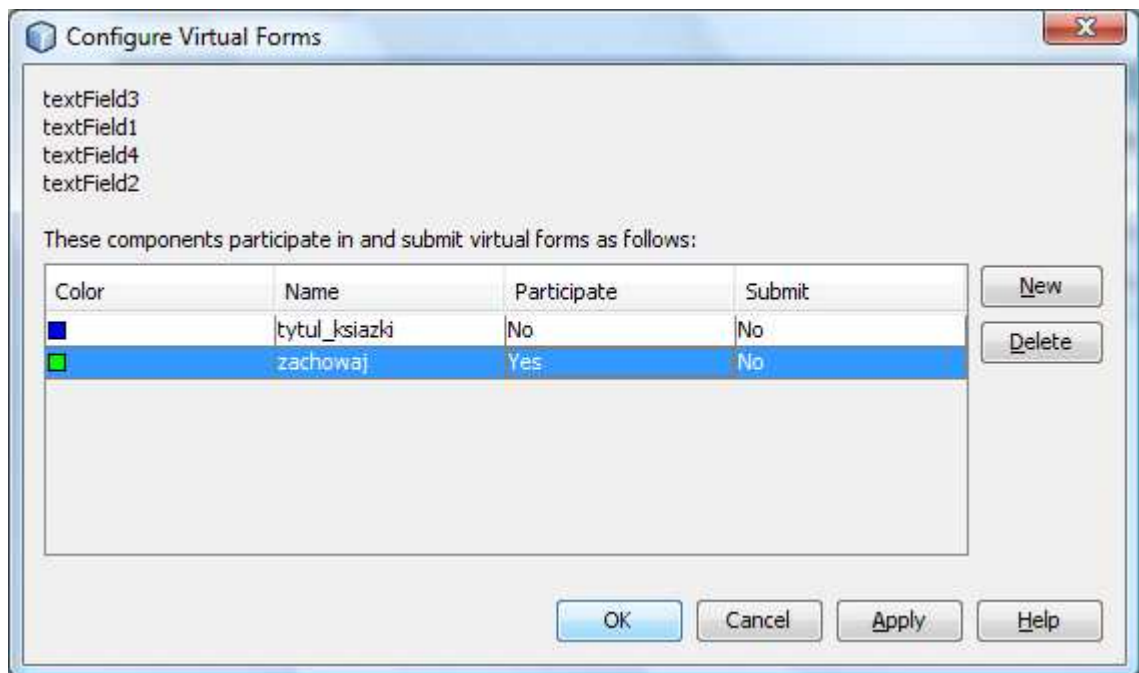 Configure Virtual Forms
textField3
textField1
textField4
textField2
These components participate in and submit virtual forms as follows:
Color Name Participate Submit
tytul_ksiazki No No
zachowaj Yes No
New
Delete
OK Cancel Apply Help